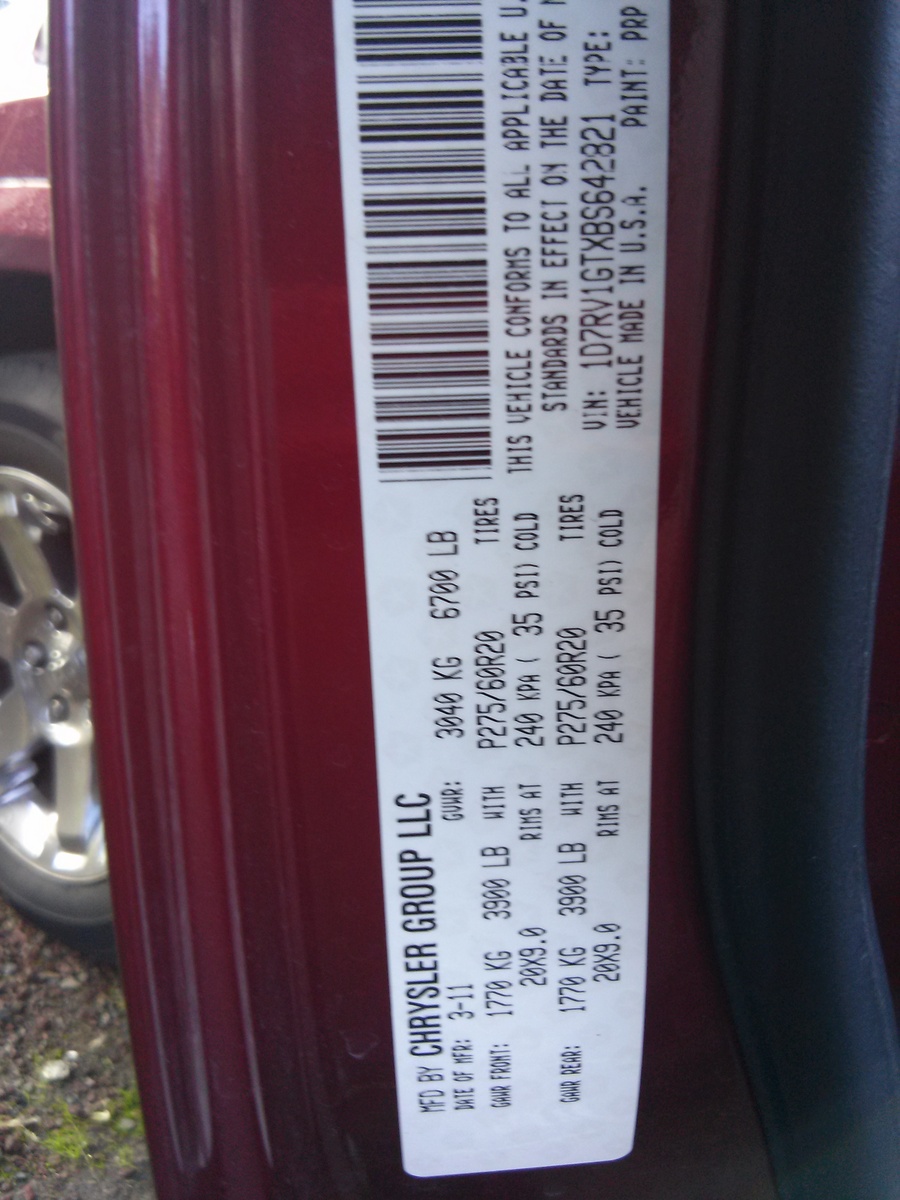 MFD BY CHRYSLER GROUP LLC
DATE OF MFR: 3-11 GVWR: 3040 KG 6700 LB
GAWR FRONT: 1770 KG 3900 LB WITH P275/60R20 TIRES
20X9.0 RIMS AT 240 KPA ( 35 PSI) COLD
GAWR REAR: 1770 KG 3900 LB WITH P275/60R20 TIRES
20X9.0 RIMS AT 240 KPA ( 35 PSI) COLD
THIS VEHICLE CONFORMS TO ALL APPLICABLE U.
STANDARDS IN EFFECT ON THE DATE OF
VIN: 1D7RV1GTXBS642821 TYPE:
VEHICLE MADE IN U.S.A. PAINT: PRP